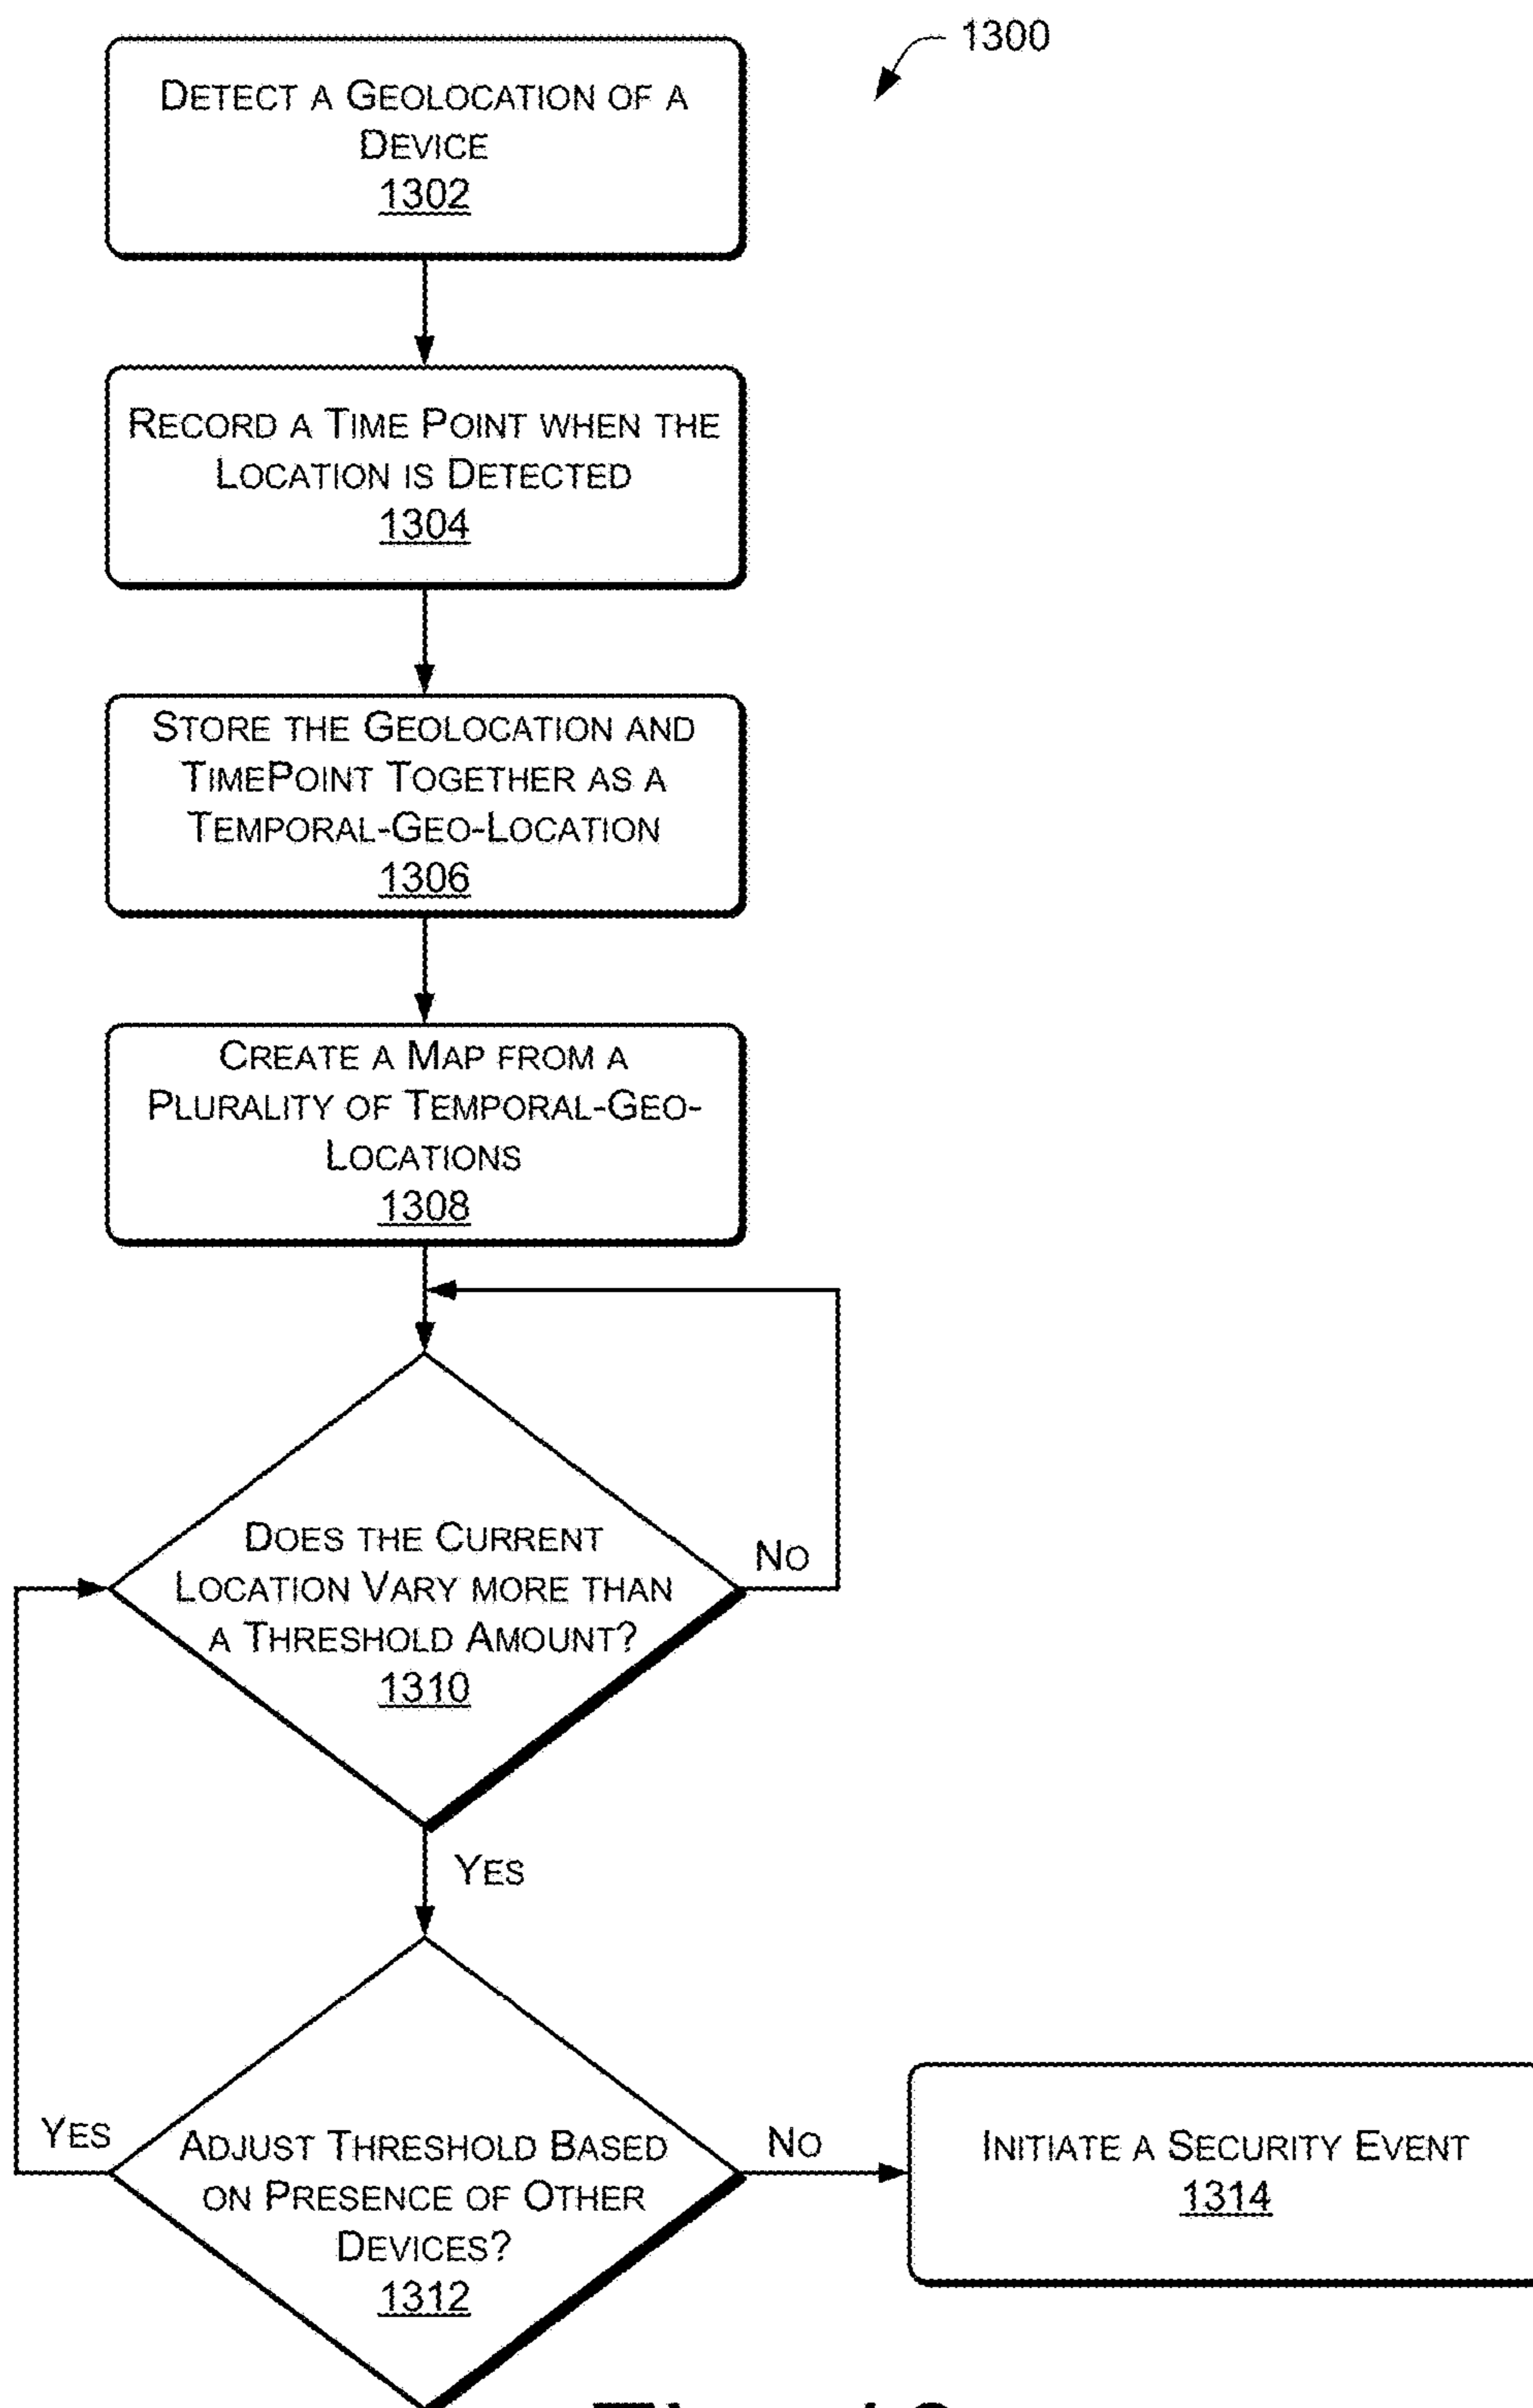 1300
DETECT A GEOLOCATION OF A
DEVICE
1302
RECORD A TIME POINT WHEN THE
LOCATION IS DETECTED
1304
STORE THE GEOLOCATION AND
TIMEPOINT TOGETHER AS A
TEMPORAL-GEO-LOCATION
1306
CREATE A MAP FROM A
PLURALITY OF TEMPORAL-GEO-
LOCATIONS
1308
DOES THE CURRENT
LOCATION VARY MORE THAN
A THRESHOLD AMOUNT?
1310
NO
YES
ADJUST THRESHOLD BASED
ON PRESENCE OF OTHER
DEVICES?
1312
YES
NO
INITIATE A SECURITY EVENT
1314